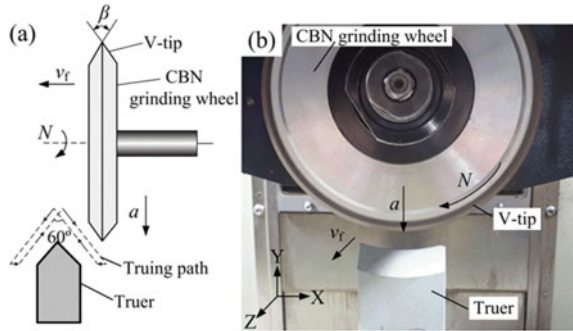 (a)
β
V-tip
CBN
grinding wheel
vf
N
a
60°
Truing path
Truer
(b)
CBN grinding wheel
N
a
V-tip
vf
Y
X
Z
Truer